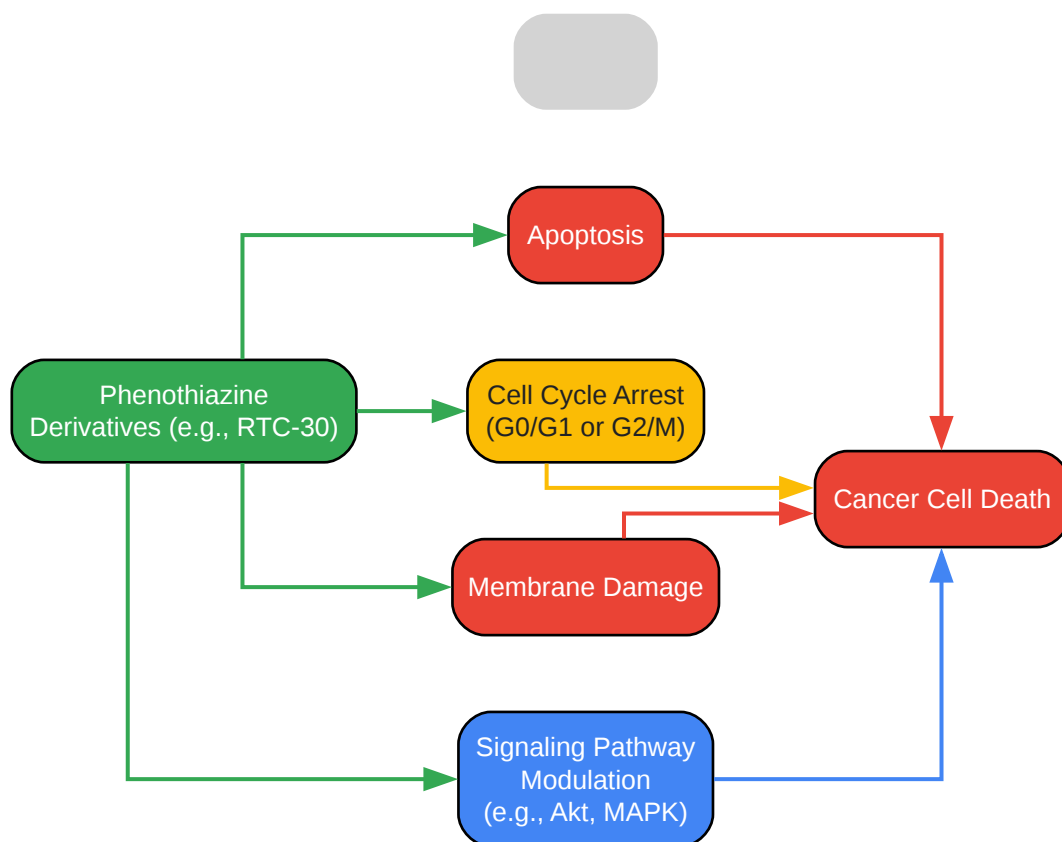 Apoptosis
Phenothiazine
Derivatives (e.g., RTC-30)
Cell Cycle Arrest
(G0/G1 or G2/M)
Cancer Cell Death
Membrane Damage
Signaling Pathway
Modulation
(e.g., Akt, MAPK)